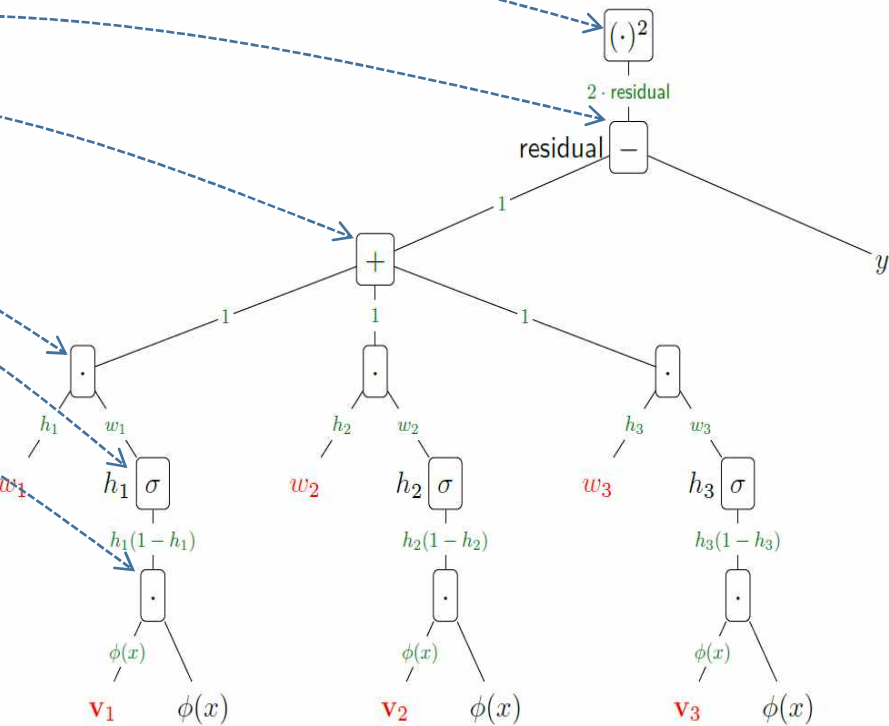 (·)²
2 · residual
residual −
1
+ y
1 1 1
· · ·
h₁ w₁ h₂ w₂ h₃ w₃
w₁ h₁ σ w₂ h₂ σ w₃ h₃ σ
h₁(1 − h₁) h₂(1 − h₂) h₃(1 − h₃)
· · ·
ϕ(x) ϕ(x) ϕ(x)
v₁ ϕ(x) v₂ ϕ(x) v₃ ϕ(x)